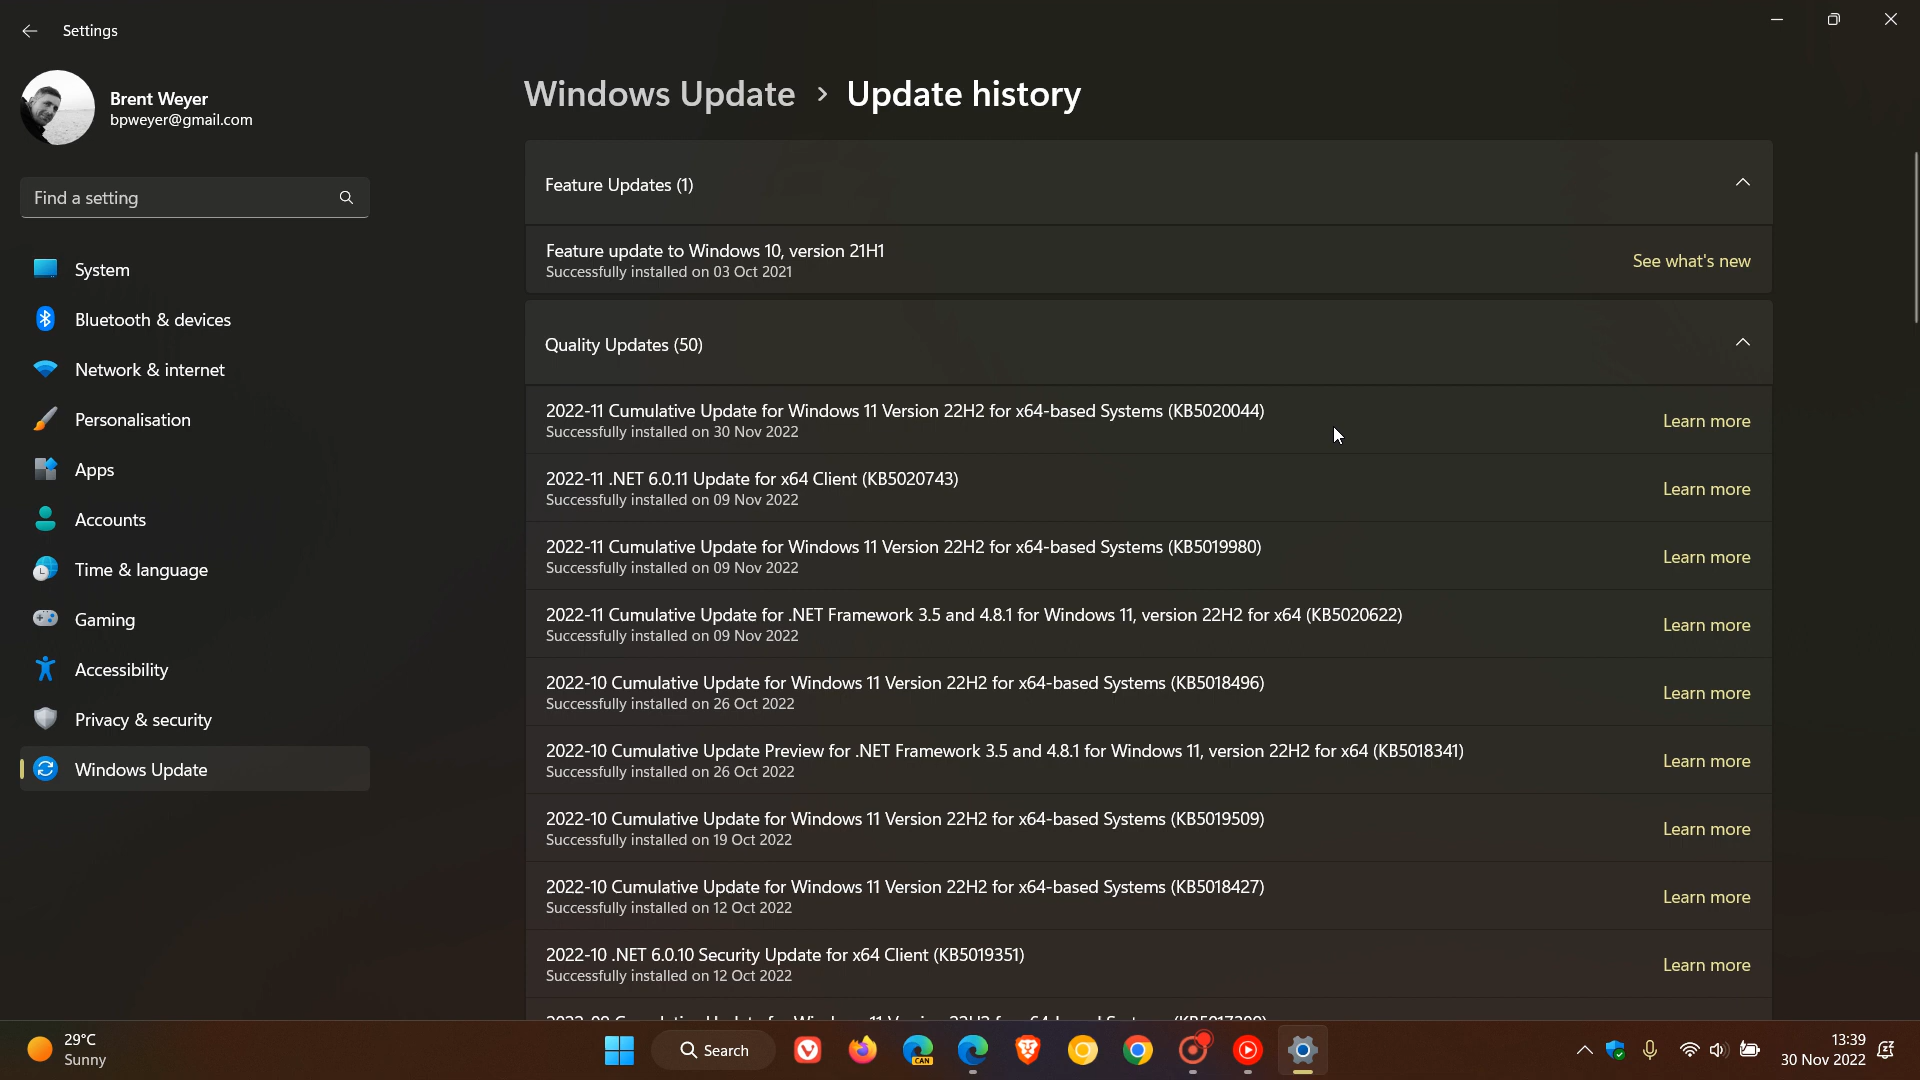 Settings
Brent Weyer
bpweyer@gmail.com
Find a setting
System
Bluetooth & devices
Network & internet
Personalisation
Apps
Accounts
Time & language
Gaming
Accessibility
Privacy & security
Windows Update
Windows Update > Update history
Feature Updates (1)
Feature update to Windows 10, version 21H1
Successfully installed on 03 Oct 2021
See what's new
Quality Updates (50)
2022-11 Cumulative Update for Windows 11 Version 22H2 for x64-based Systems (KB5020044)
Successfully installed on 30 Nov 2022
Learn more
2022-11 .NET 6.0.11 Update for x64 Client (KB5020743)
Successfully installed on 09 Nov 2022
Learn more
2022-11 Cumulative Update for Windows 11 Version 22H2 for x64-based Systems (KB5019980)
Successfully installed on 09 Nov 2022
Learn more
2022-11 Cumulative Update for .NET Framework 3.5 and 4.8.1 for Windows 11, version 22H2 for x64 (KB5020622)
Successfully installed on 09 Nov 2022
Learn more
2022-10 Cumulative Update for Windows 11 Version 22H2 for x64-based Systems (KB5018496)
Successfully installed on 26 Oct 2022
Learn more
2022-10 Cumulative Update Preview for .NET Framework 3.5 and 4.8.1 for Windows 11, version 22H2 for x64 (KB5018341)
Successfully installed on 26 Oct 2022
Learn more
2022-10 Cumulative Update for Windows 11 Version 22H2 for x64-based Systems (KB5019509)
Successfully installed on 19 Oct 2022
Learn more
2022-10 Cumulative Update for Windows 11 Version 22H2 for x64-based Systems (KB5018427)
Successfully installed on 12 Oct 2022
Learn more
2022-10 .NET 6.0.10 Security Update for x64 Client (KB5019351)
Successfully installed on 12 Oct 2022
Learn more
29°C
Sunny
Search
CAN
13:39
30 Nov 2022